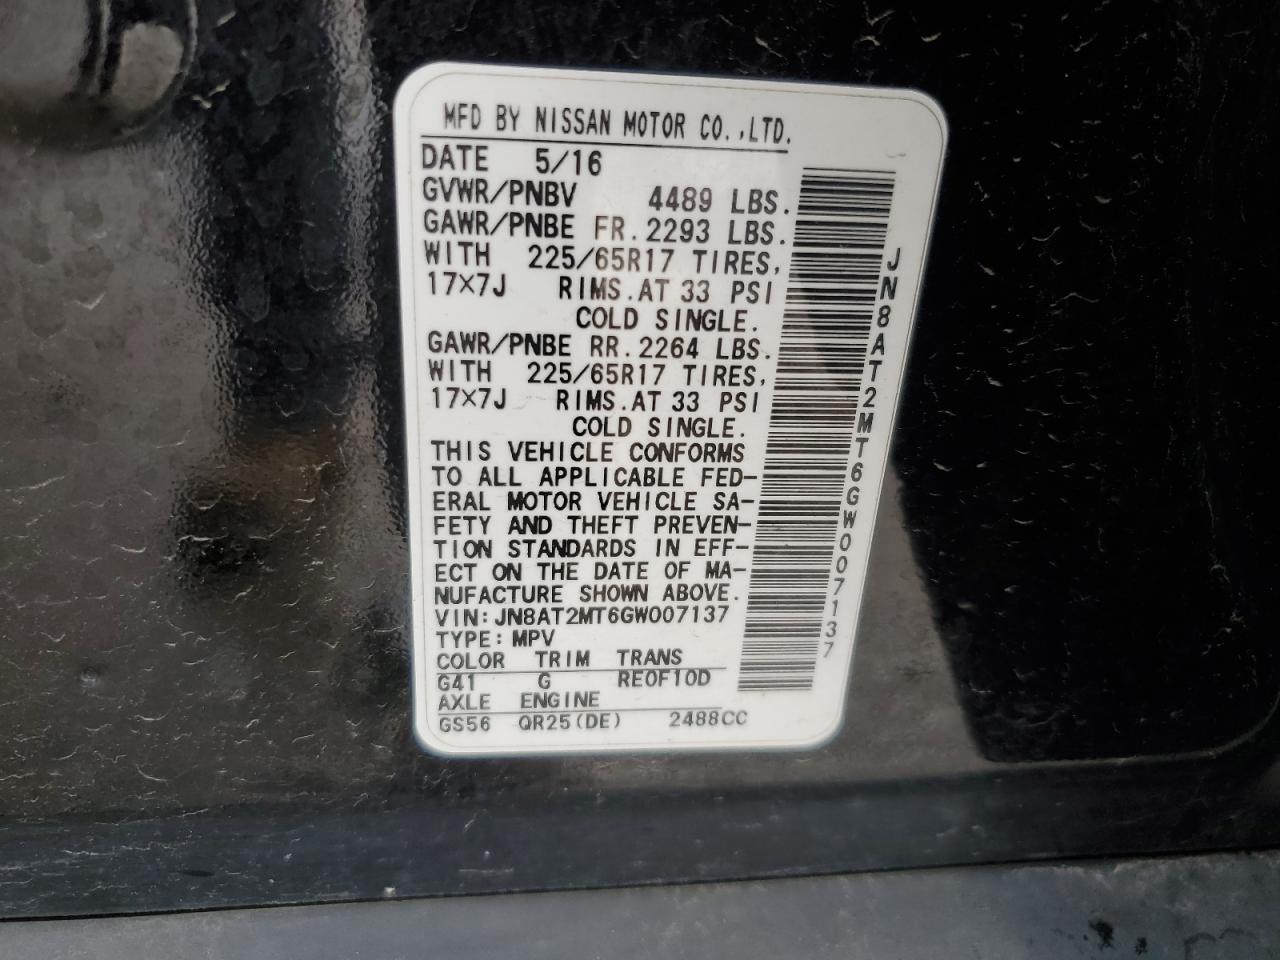 MFD BY NISSAN MOTOR CO.,LTD.
DATE 5/16
GVWR/PNBV 4489 LBS.
GAWR/PNBE FR.2293 LBS.
WITH 225/65R17 TIRES,
17×7J RIMS.AT 33 PSI
COLD SINGLE.
GAWR/PNBE RR.2264 LBS.
WITH 225/65R17 TIRES,
17×7J RIMS.AT 33 PSI
COLD SINGLE.
THIS VEHICLE CONFORMS
TO ALL APPLICABLE FED-
ERAL MOTOR VEHICLE SA-
FETY AND THEFT PREVEN-
TION STANDARDS IN EFF-
ECT ON THE DATE OF MA-
NUFACTURE SHOWN ABOVE.
VIN:JN8AT2MT6GW007137
TYPE:MPV
COLOR TRIM TRANS
G41 G RE0F10D
AXLE ENGINE
GS56 QR25(DE) 2488CC
JN8AT2MT6GW007137